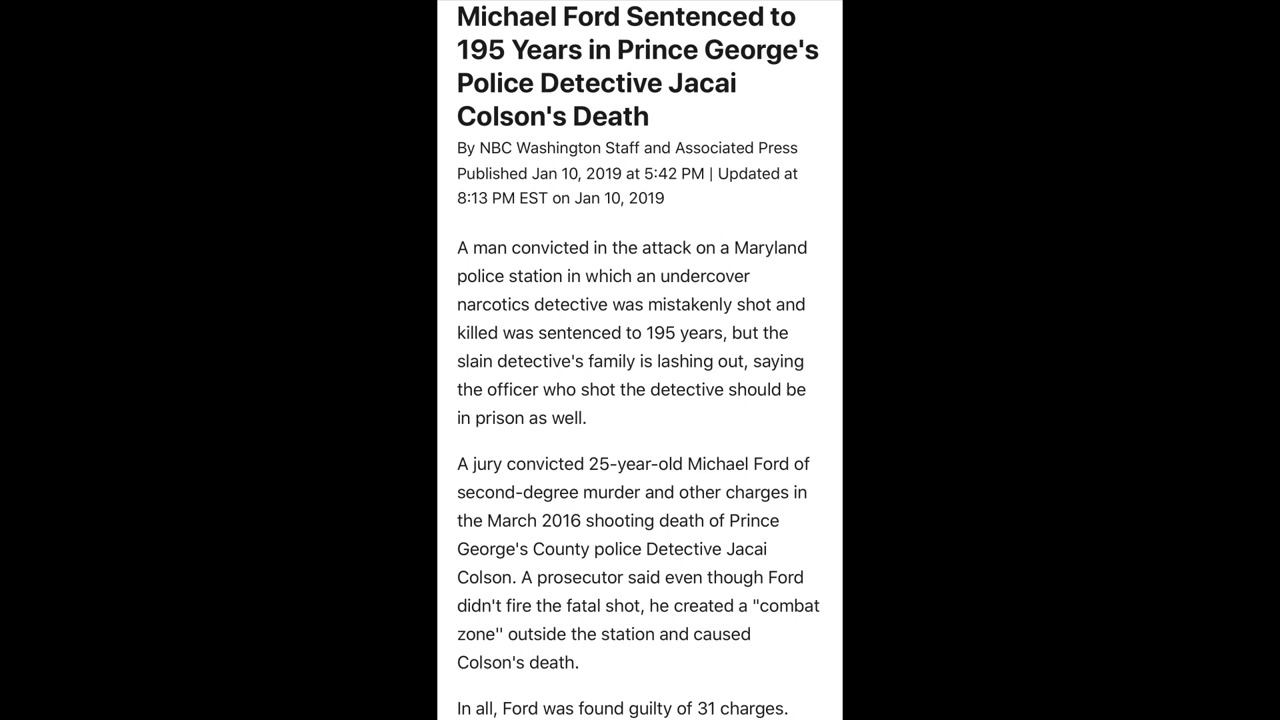 Michael Ford Sentenced to
195 Years in Prince George's
Police Detective Jacai
Colson's Death
By NBC Washington Staff and Associated Press
Published Jan 10, 2019 at 5:42 PM | Updated at
8:13 PM EST on Jan 10, 2019
A man convicted in the attack on a Maryland
police station in which an undercover
narcotics detective was mistakenly shot and
killed was sentenced to 195 years, but the
slain detective's family is lashing out, saying
the officer who shot the detective should be
in prison as well.
A jury convicted 25-year-old Michael Ford of
second-degree murder and other charges in
the March 2016 shooting death of Prince
George's County police Detective Jacai
Colson. A prosecutor said even though Ford
didn't fire the fatal shot, he created a "combat
zone'' outside the station and caused
Colson's death.
In all, Ford was found guilty of 31 charges.